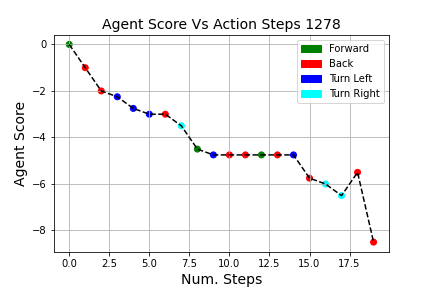 Agent Score Vs Action Steps 1278
Forward
Back
Turn Left
Turn Right
Agent Score
0
−2
−4
−6
−8
0.0 2.5 5.0 7.5 10.0 12.5 15.0 17.5
Num. Steps